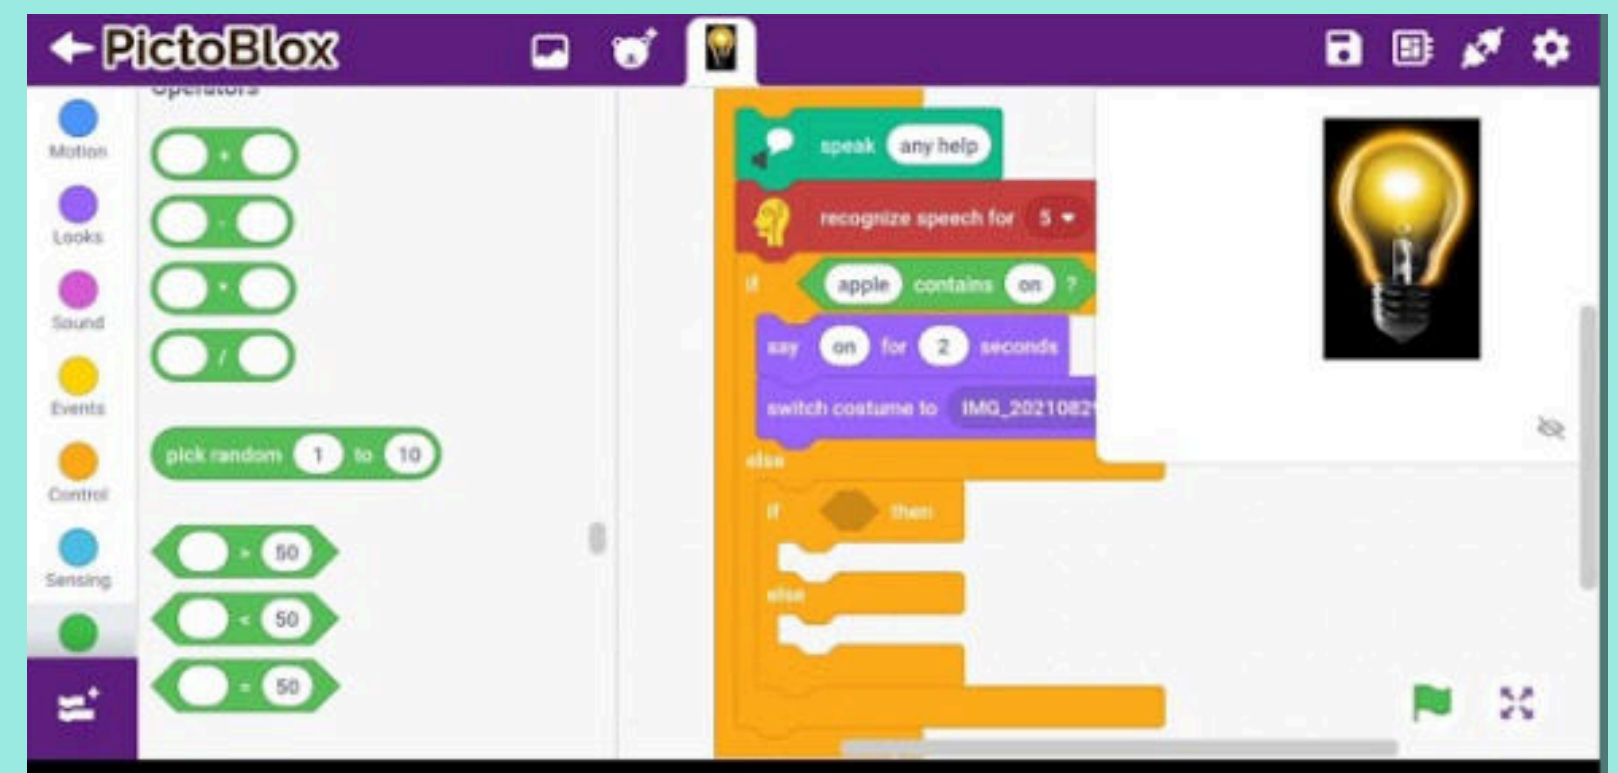 PictoBlox
Operators
Motion
Looks
Sound
Events
Control
Sensing
+
-
*
/
pick random 1 to 10
> 50
< 50
= 50
speak any help
recognize speech for 5
if apple contains on ?
say on for 2 seconds
switch costume to IMG_2021082
else
if then
else